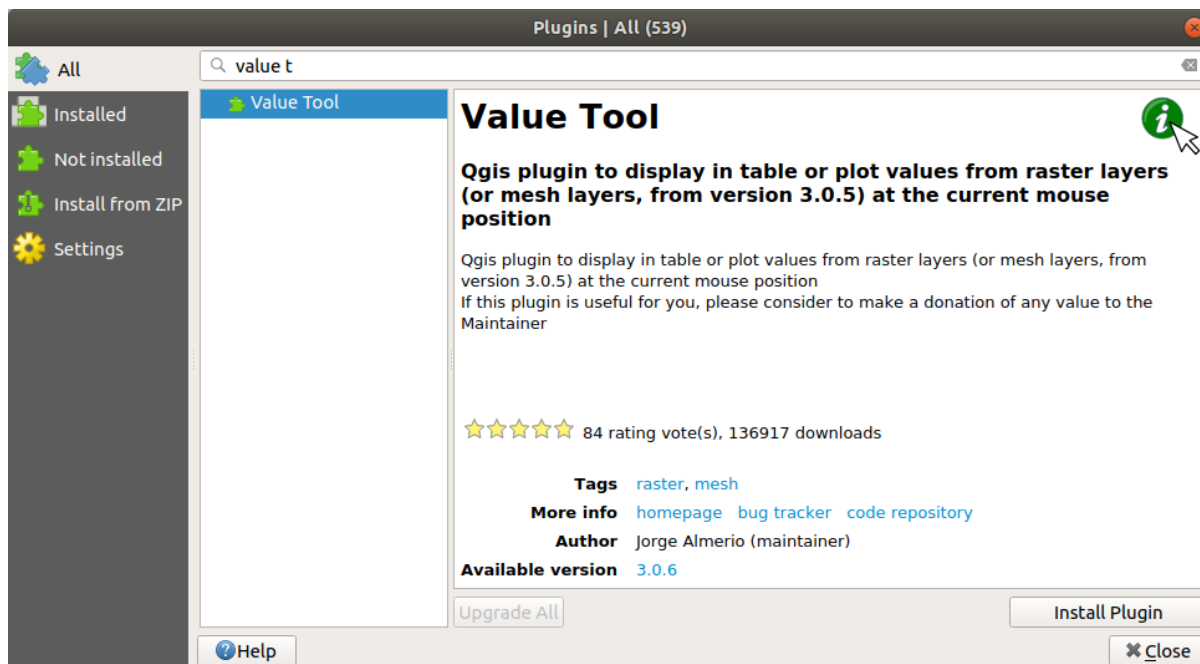 Plugins | All (539)
All
Installed
Not installed
Install from ZIP
Settings
value t
Value Tool
Value Tool
i
Qgis plugin to display in table or plot values from raster layers
(or mesh layers, from version 3.0.5) at the current mouse
position
Qgis plugin to display in table or plot values from raster layers (or mesh layers, from
version 3.0.5) at the current mouse position
If this plugin is useful for you, please consider to make a donation of any value to the
Maintainer
84 rating vote(s), 136917 downloads
Tags raster, mesh
More info homepage bug tracker code repository
Author Jorge Almerio (maintainer)
Available version 3.0.6
Upgrade All
Install Plugin
?Help
Close